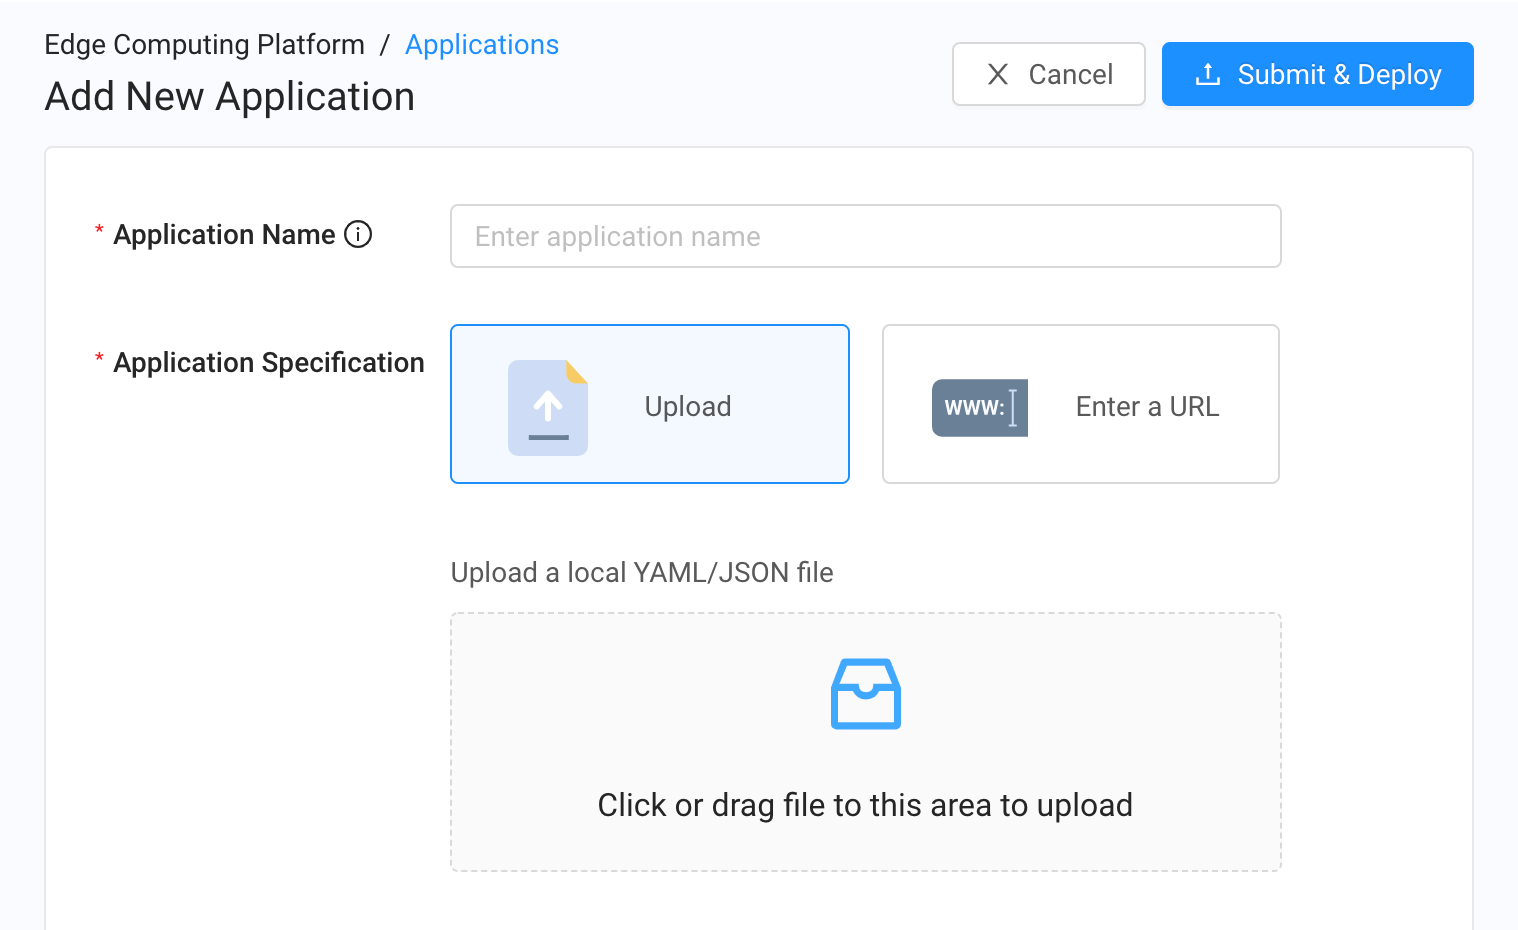 Edge Computing Platform / Applications
Add New Application
Cancel
Submit & Deploy
* Application Name
Enter application name
* Application Specification
Upload
www:
Enter a URL
Upload a local YAML/JSON file
Click or drag file to this area to upload